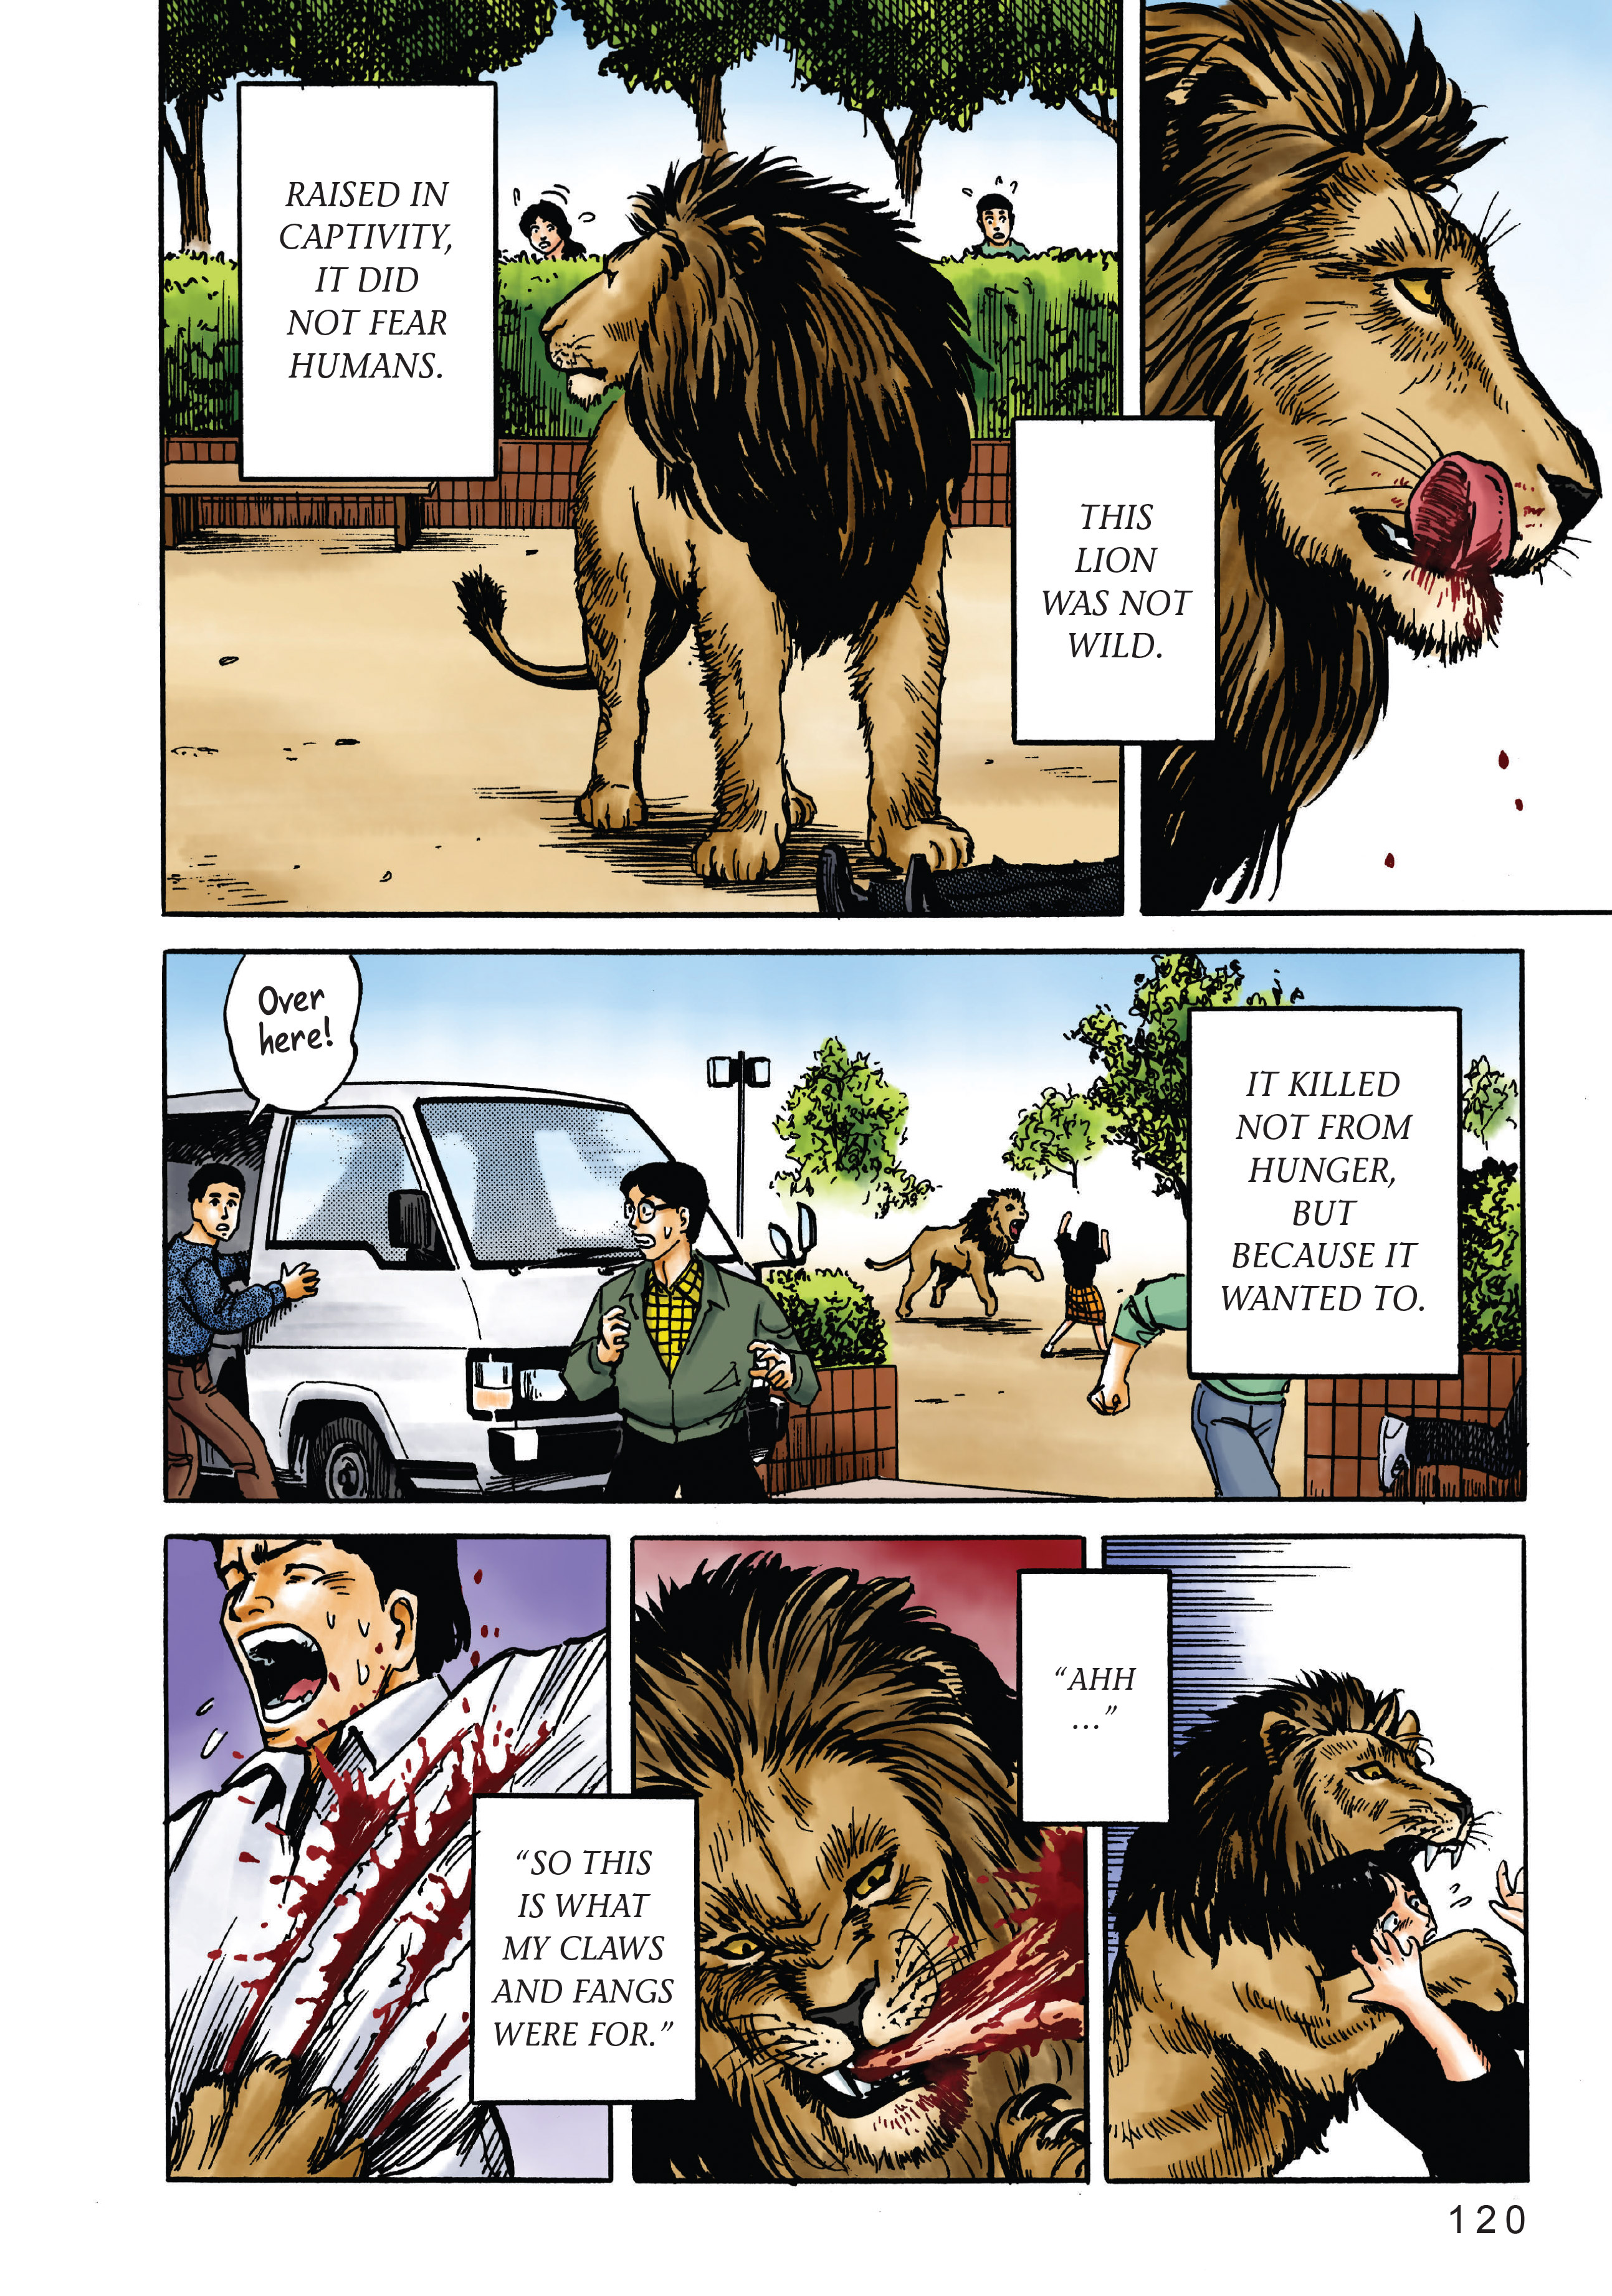 THIS
LION
WAS NOT
WILD.
RAISED IN
CAPTIVITY,
IT DID
NOT FEAR
HUMANS.
IT KILLED
NOT FROM
HUNGER,
BUT
BECAUSE IT
WANTED TO.
Over
here!
“AHH
...”
“SO THIS
IS WHAT
MY CLAWS
AND FANGS
WERE FOR.”
120